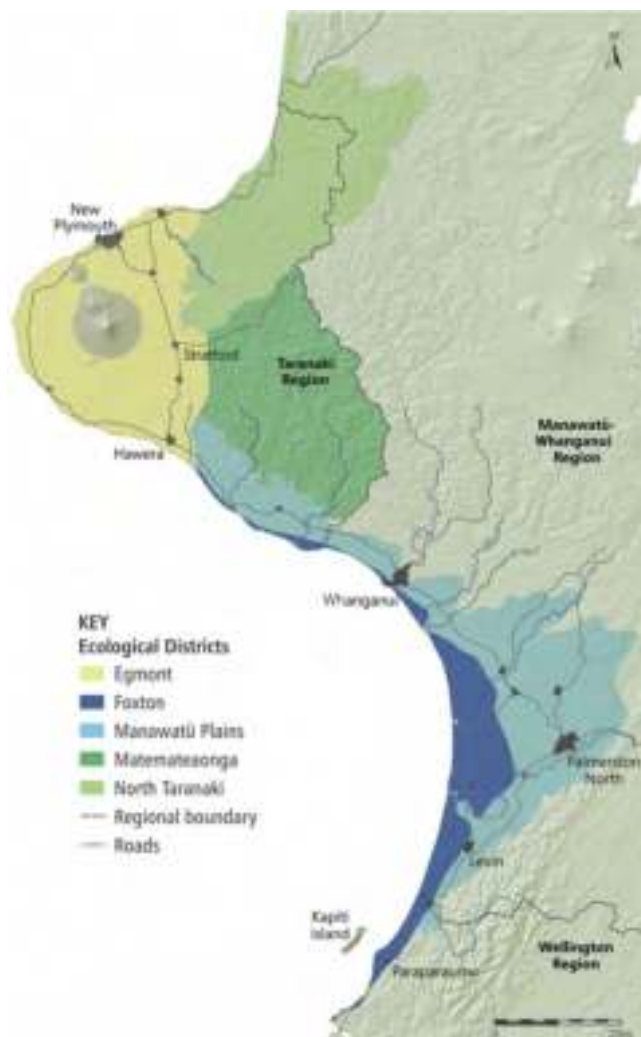 New
Plymouth
Stratford
Taranaki
Region
Hawera
Manawatū-
Whanganui
Region
Whanganui
KEY
Ecological Districts
Egmont
Foxton
Manawatū Plains
Matemateaonga
North Taranaki
Regional boundary
Roads
Palmerston
North
Levin
Kapiti
Island
Wellington
Region
Paraparaumu